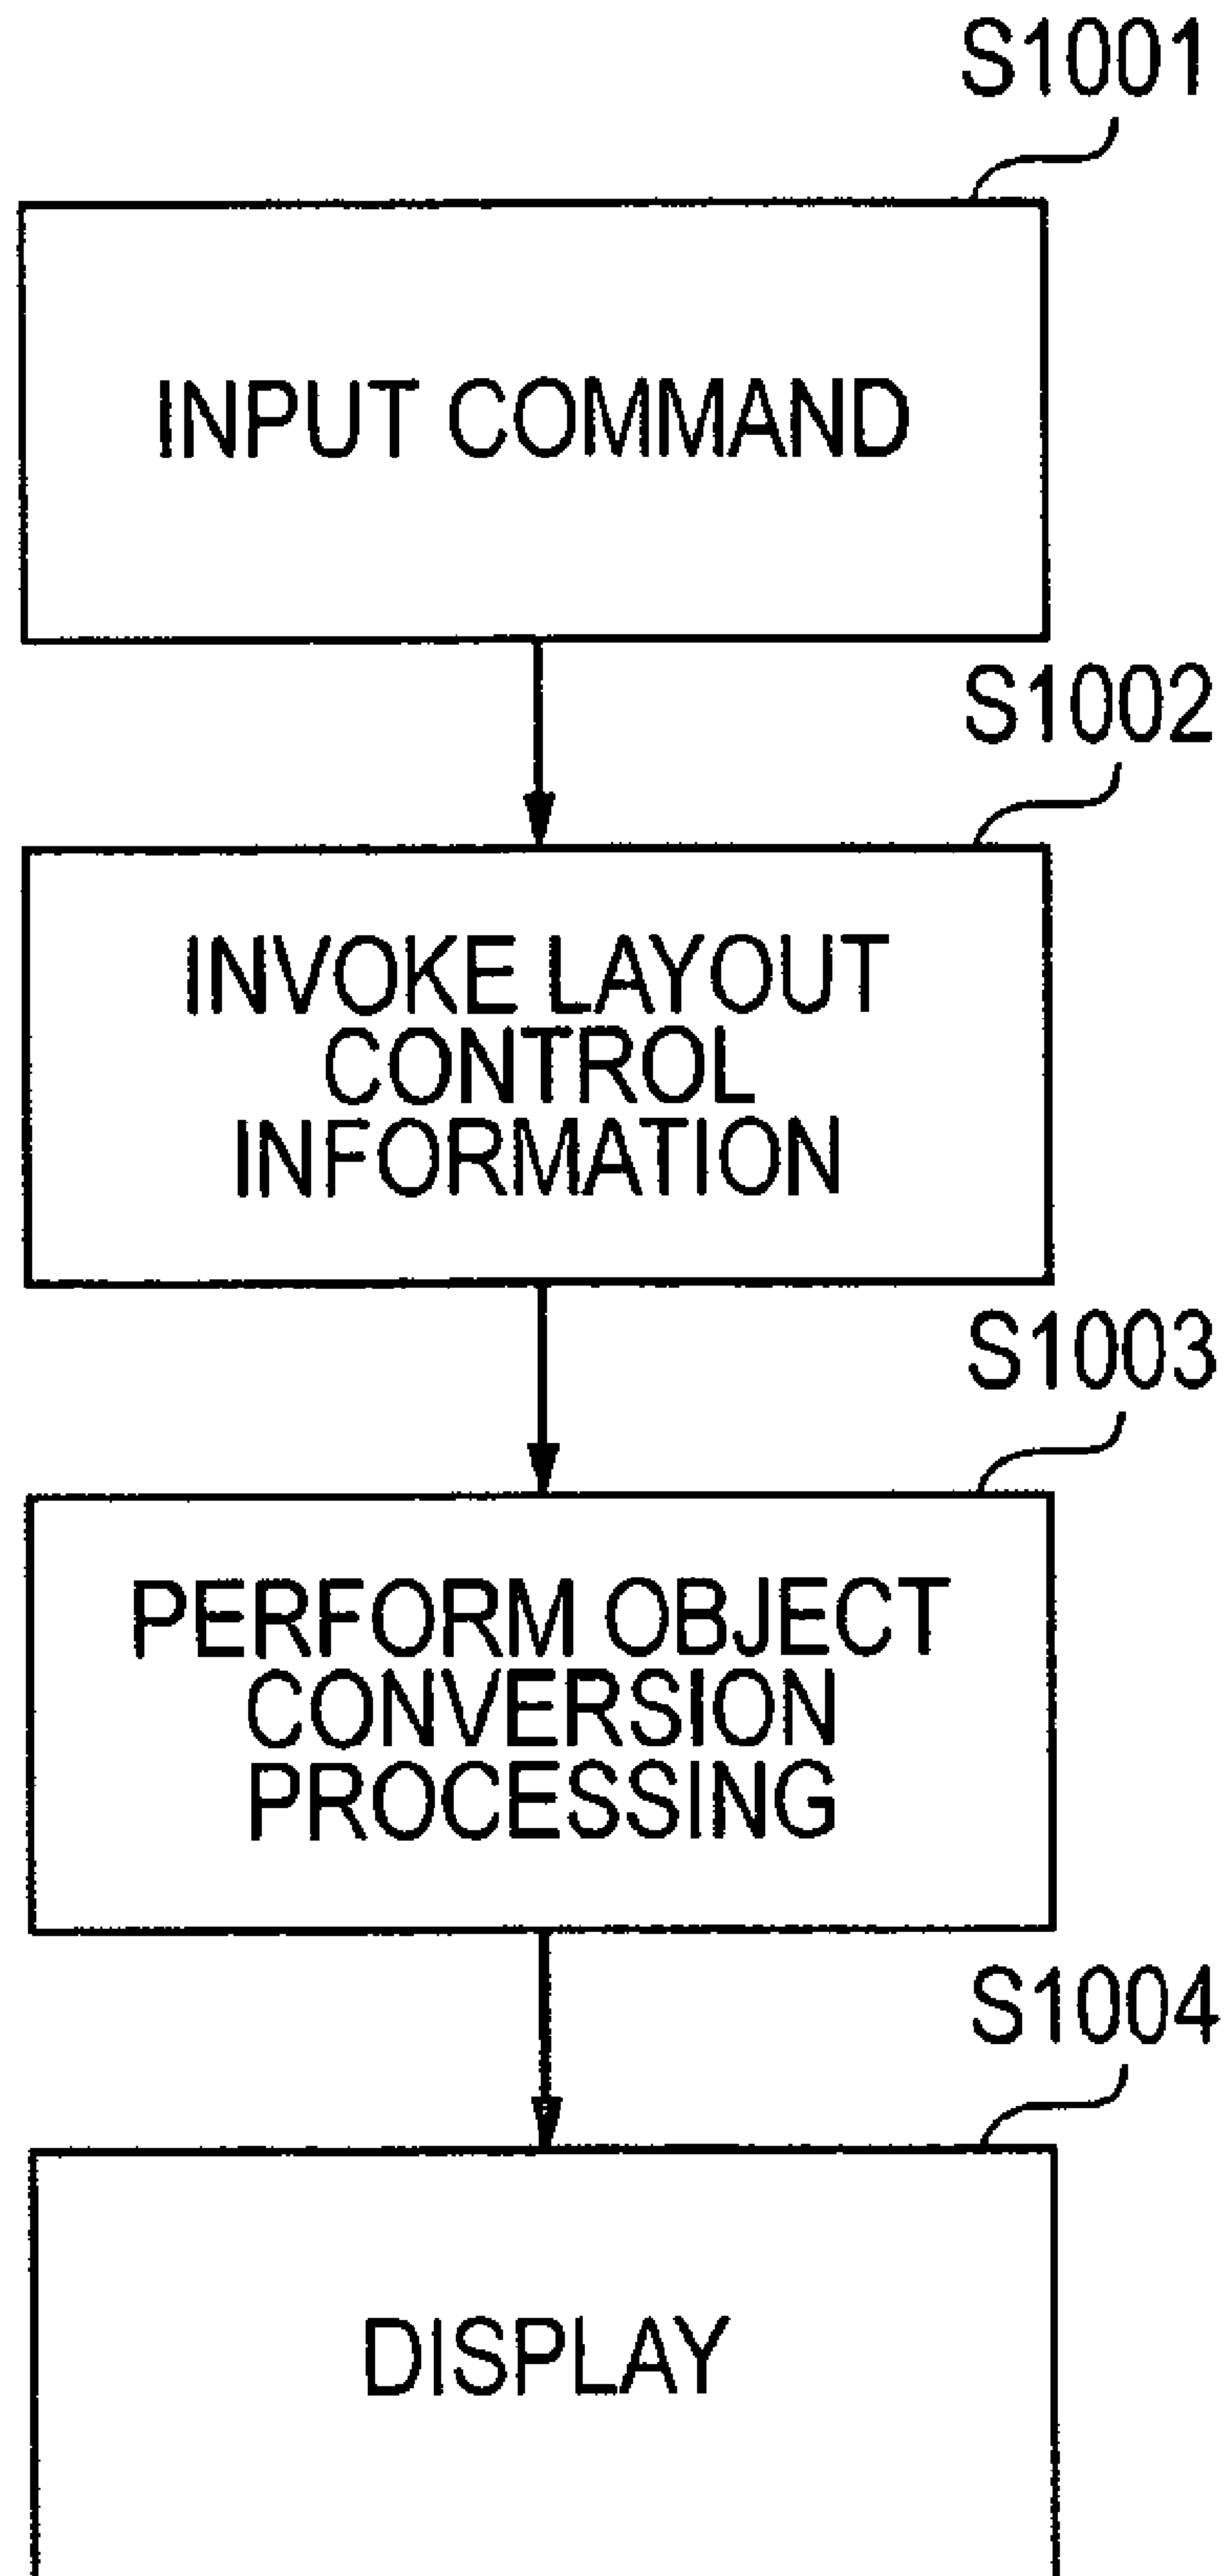 S1001
INPUT COMMAND
S1002
INVOKE LAYOUT
CONTROL
INFORMATION
S1003
PERFORM OBJECT
CONVERSION
PROCESSING
S1004
DISPLAY